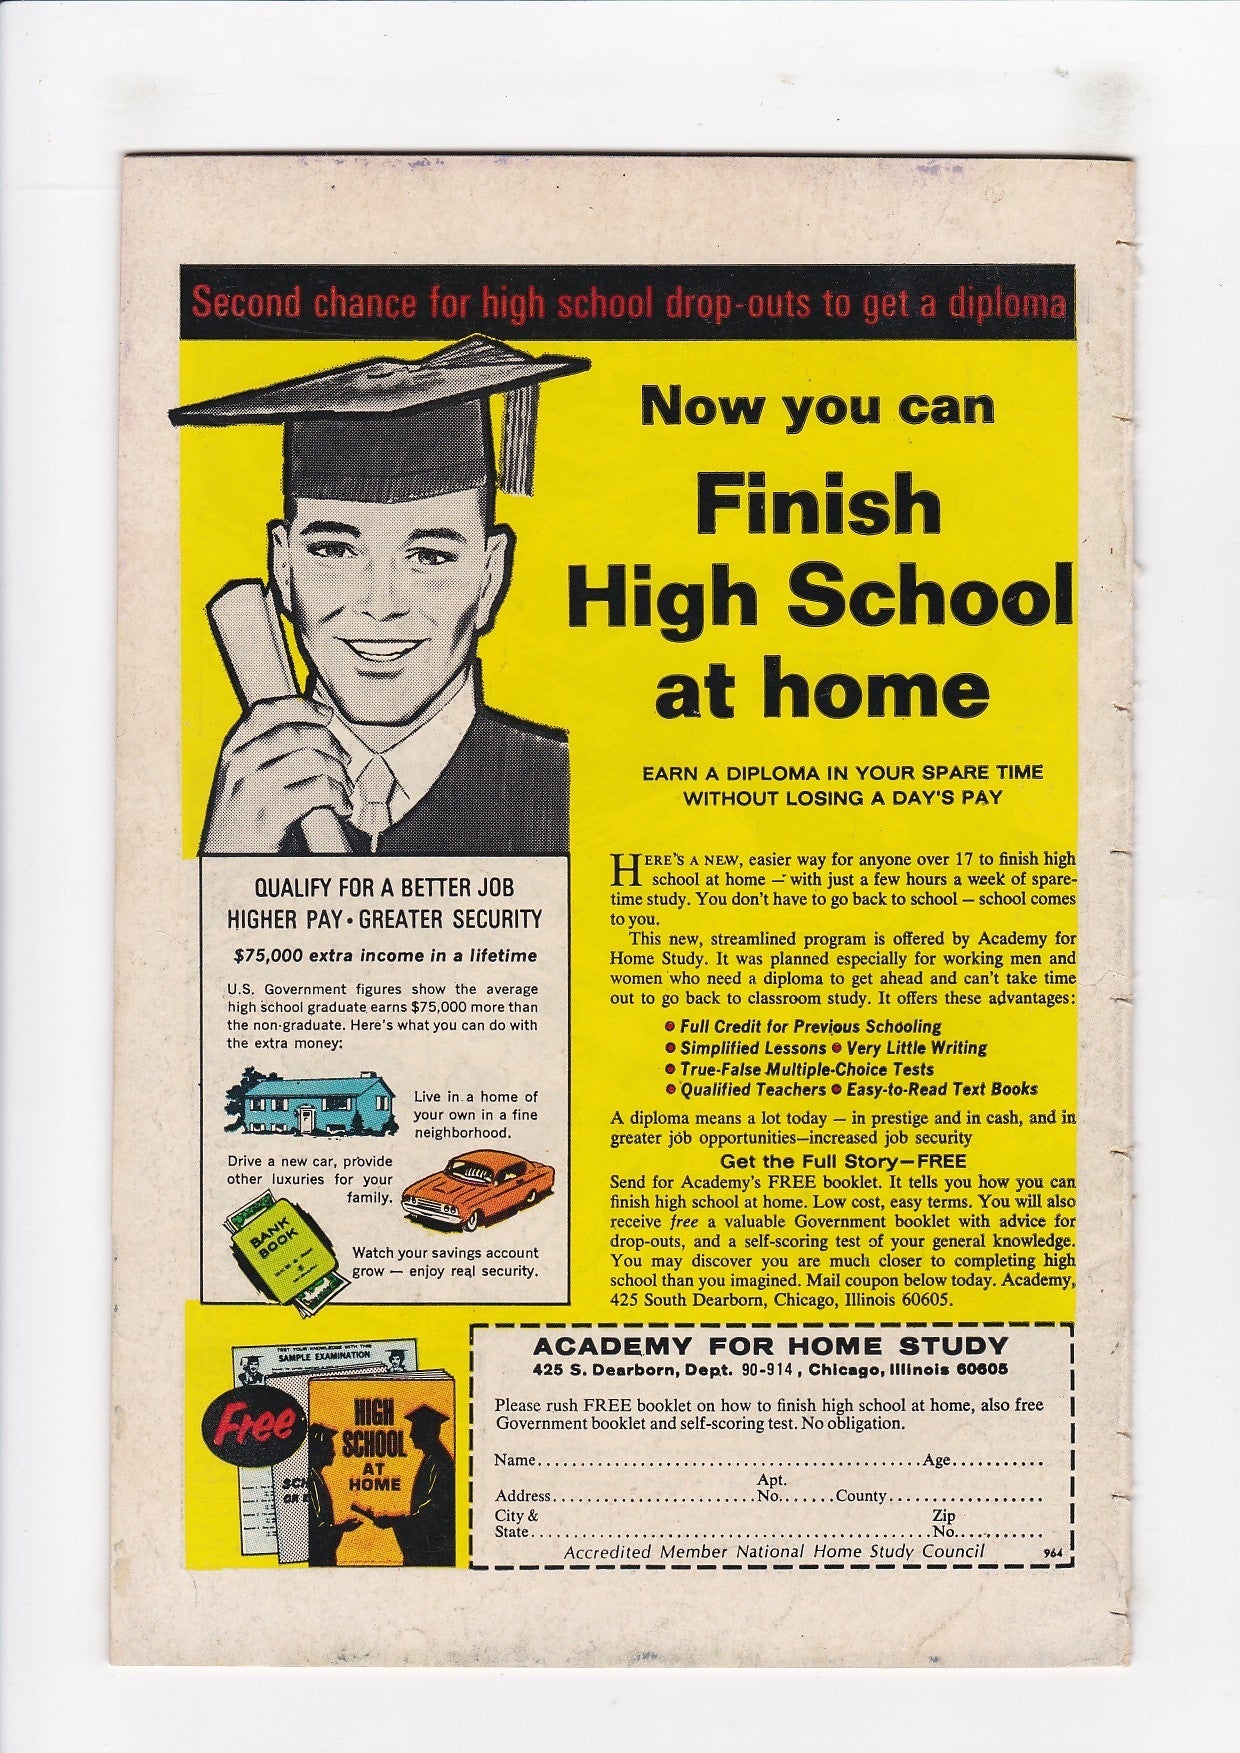 Second chance for high school drop-outs to get a diploma
Now you can
Finish
High School
at home
EARN A DIPLOMA IN YOUR SPARE TIME
WITHOUT LOSING A DAY'S PAY
HERE'S A NEW, easier way for anyone over 17 to finish high
school at home — with just a few hours a week of spare-
time study. You don't have to go back to school — school comes
to you.
This new, streamlined program is offered by Academy for
Home Study. It was planned especially for working men and
women who need a diploma to get ahead and can't take time
out to go back to classroom study. It offers these advantages:
• Full Credit for Previous Schooling
• Simplified Lessons • Very Little Writing
• True-False Multiple-Choice Tests
• Qualified Teachers • Easy-to-Read Text Books
A diploma means a lot today — in prestige and in cash, and in
greater job opportunities—increased job security
Get the Full Story—FREE
Send for Academy's FREE booklet. It tells you how you can
finish high school at home. Low cost, easy terms. You will also
receive free a valuable Government booklet with advice for
drop-outs, and a self-scoring test of your general knowledge.
You may discover you are much closer to completing high
school than you imagined. Mail coupon below today. Academy,
425 South Dearborn, Chicago, Illinois 60605.
QUALIFY FOR A BETTER JOB
HIGHER PAY • GREATER SECURITY
$75,000 extra income in a lifetime
U.S. Government figures show the average
high school graduate earns $75,000 more than
the non-graduate. Here's what you can do with
the extra money:
Live in a home of
your own in a fine
neighborhood.
Drive a new car, provide
other luxuries for your
family.
BANK
BOOK
Watch your savings account
grow — enjoy real security.
TEST YOUR KNOWLEDGE WITH THIS
SAMPLE EXAMINATION
Free
HIGH
SCHOOL
AT
HOME
ACADEMY FOR HOME STUDY
425 S. Dearborn, Dept. 90-914, Chicago, Illinois 60605
Please rush FREE booklet on how to finish high school at home, also free
Government booklet and self-scoring test. No obligation.
Name............................................Age...........
Apt.
Address.......................No.......County.................
City &
Zip
State.............................................No...........
Accredited Member National Home Study Council 964